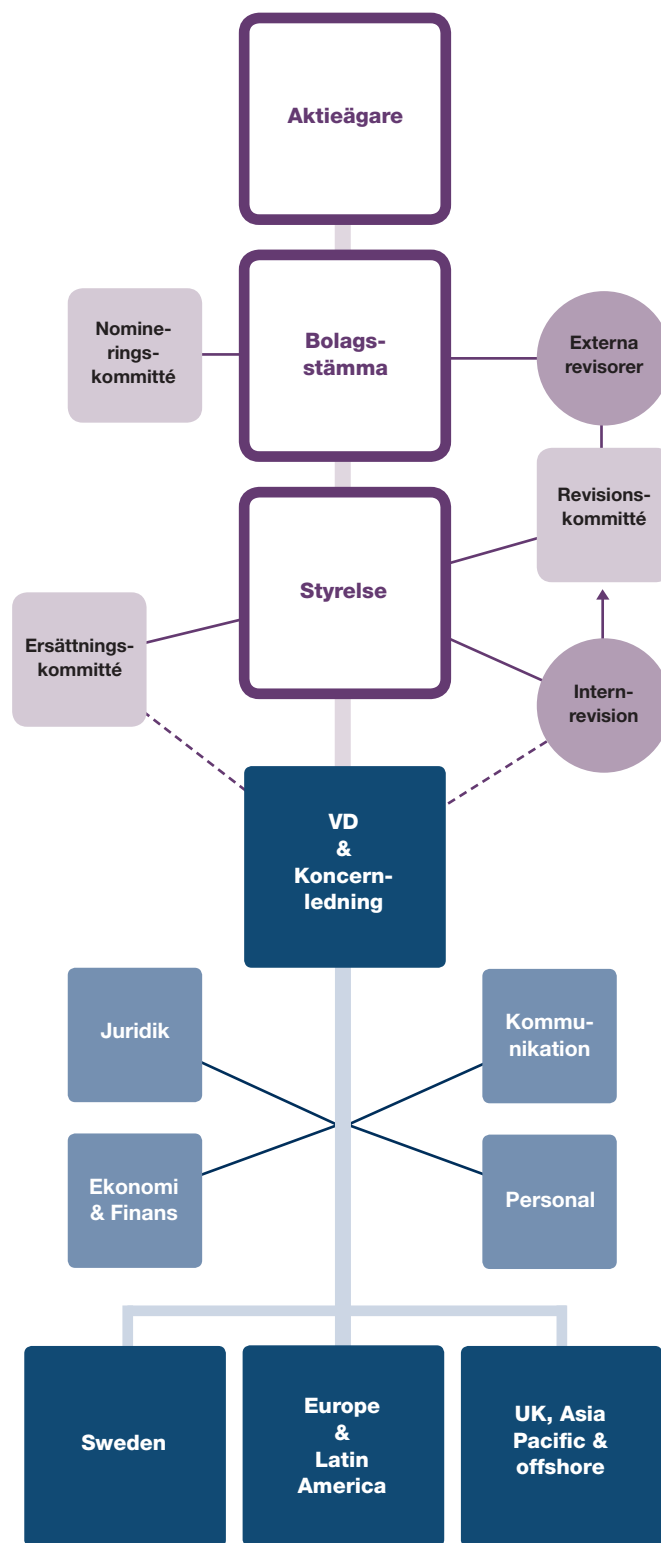 Aktieägare
Nomine-
rings-
kommitté
Bolags-
stämma
Externa
revisorer
Revisions-
kommitté
Styrelse
Ersättnings-
kommitté
Intern-
revision
VD
&
Koncern-
ledning
Juridik
Kommu-
nikation
Ekonomi
& Finans
Personal
Sweden
Europe
&
Latin
America
UK, Asia
Pacific &
offshore